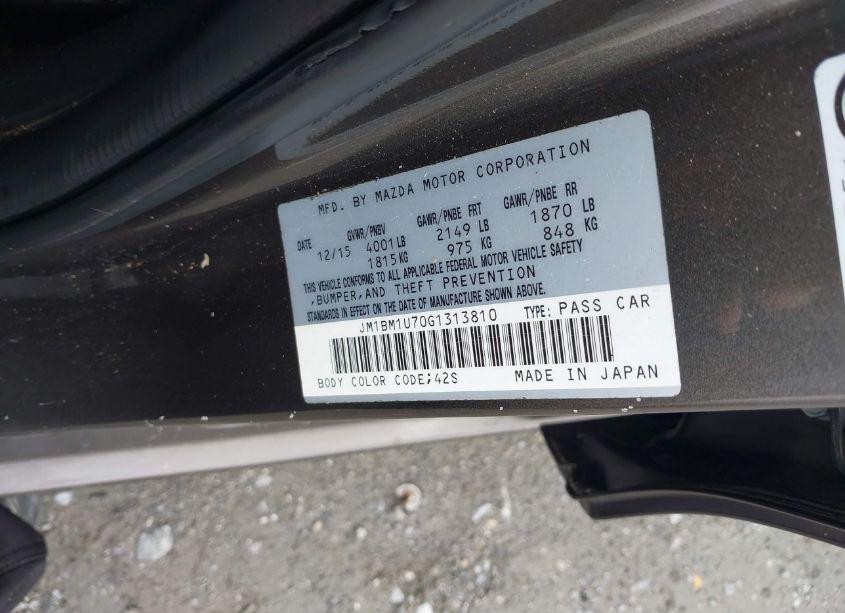 MFD. BY MAZDA MOTOR CORPORATION
DATE GVWR/PNBV GAWR/PNBE FRT GAWR/PNBE RR
12/15 4001 LB 2149 LB 1870 LB
1815 KG 975 KG 848 KG
THIS VEHICLE CONFORMS TO ALL APPLICABLE FEDERAL MOTOR VEHICLE SAFETY
,BUMPER,AND THEFT PREVENTION
STANDARDS IN EFFECT ON THE DATE OF MANUFACTURE SHOWN ABOVE.
JM1BM1U70G1313810 TYPE: PASS CAR
BODY COLOR CODE;42S MADE IN JAPAN